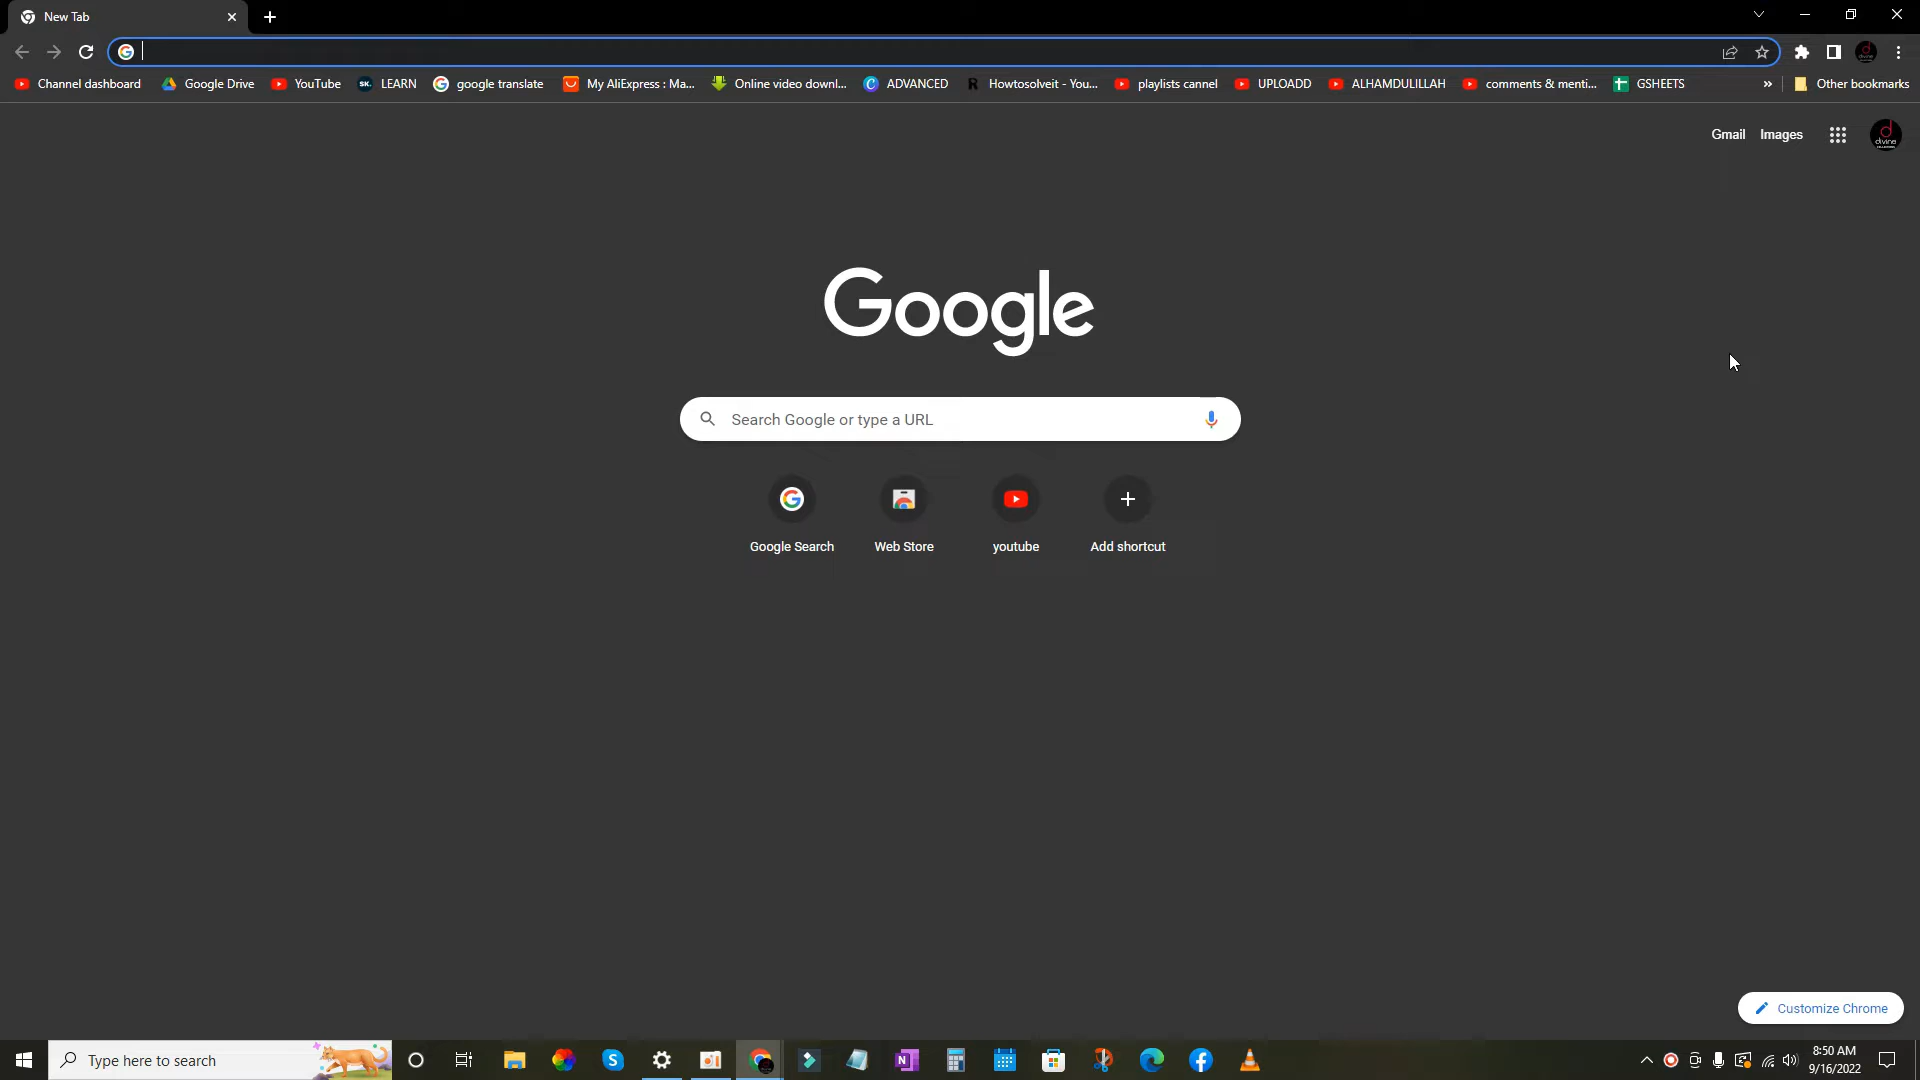 New Tab
Channel dashboard Google Drive YouTube SK. LEARN google translate My AliExpress : Ma... Online video downl... ADVANCED R Howtosolveit - You... playlists cannel UPLOADD ALHAMDULILLAH comments & menti... GSHEETS » Other bookmarks
Gmail Images
divine
Google
Search Google or type a URL
Google Search Web Store youtube Add shortcut
Customize Chrome
Type here to search
8:50 AM
9/16/2022